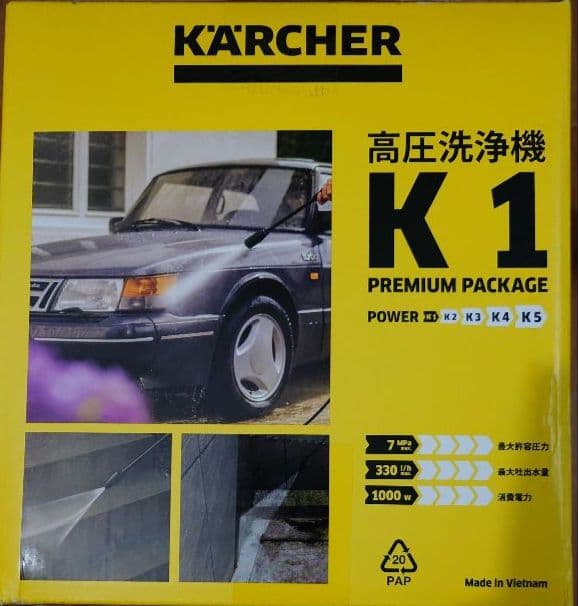 KÄRCHER
高圧洗浄機
K 1
PREMIUM PACKAGE
POWER K1 K2 K3 K4 K5
7 MPa max. 最大許容圧力
330 l/h max. 最大吐出水量
1000 w 消費電力
20
PAP
Made in Vietnam